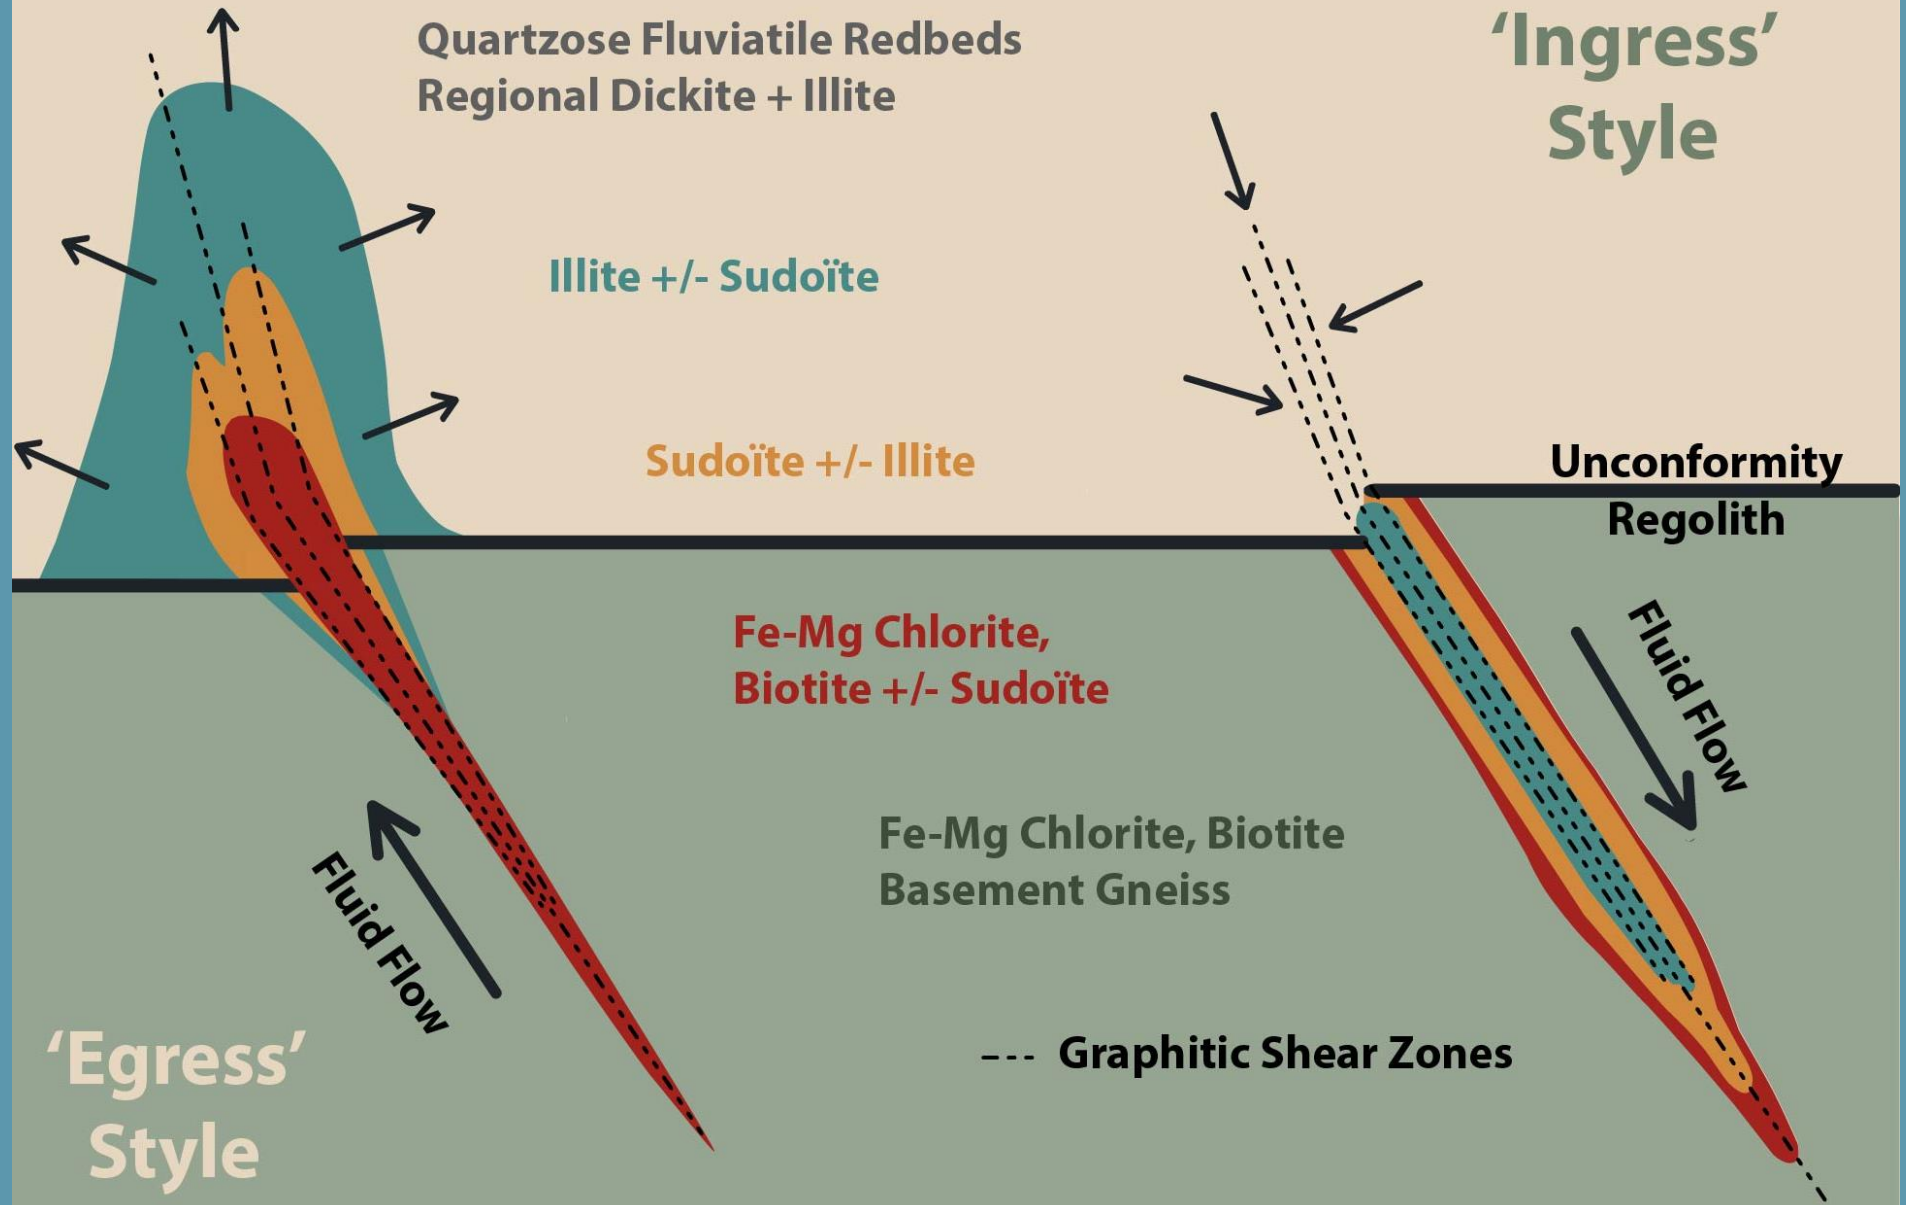 Quartzose Fluviatile Redbeds
Regional Dickite + Illite
‘Ingress’
Style
Illite +/- Sudoïte
Sudoïte +/- Illite
Unconformity
Regolith
Fe-Mg Chlorite,
Biotite +/- Sudoïte
Fluid Flow
Fe-Mg Chlorite, Biotite
Basement Gneiss
Fluid Flow
‘Egress’
Style
--- Graphitic Shear Zones